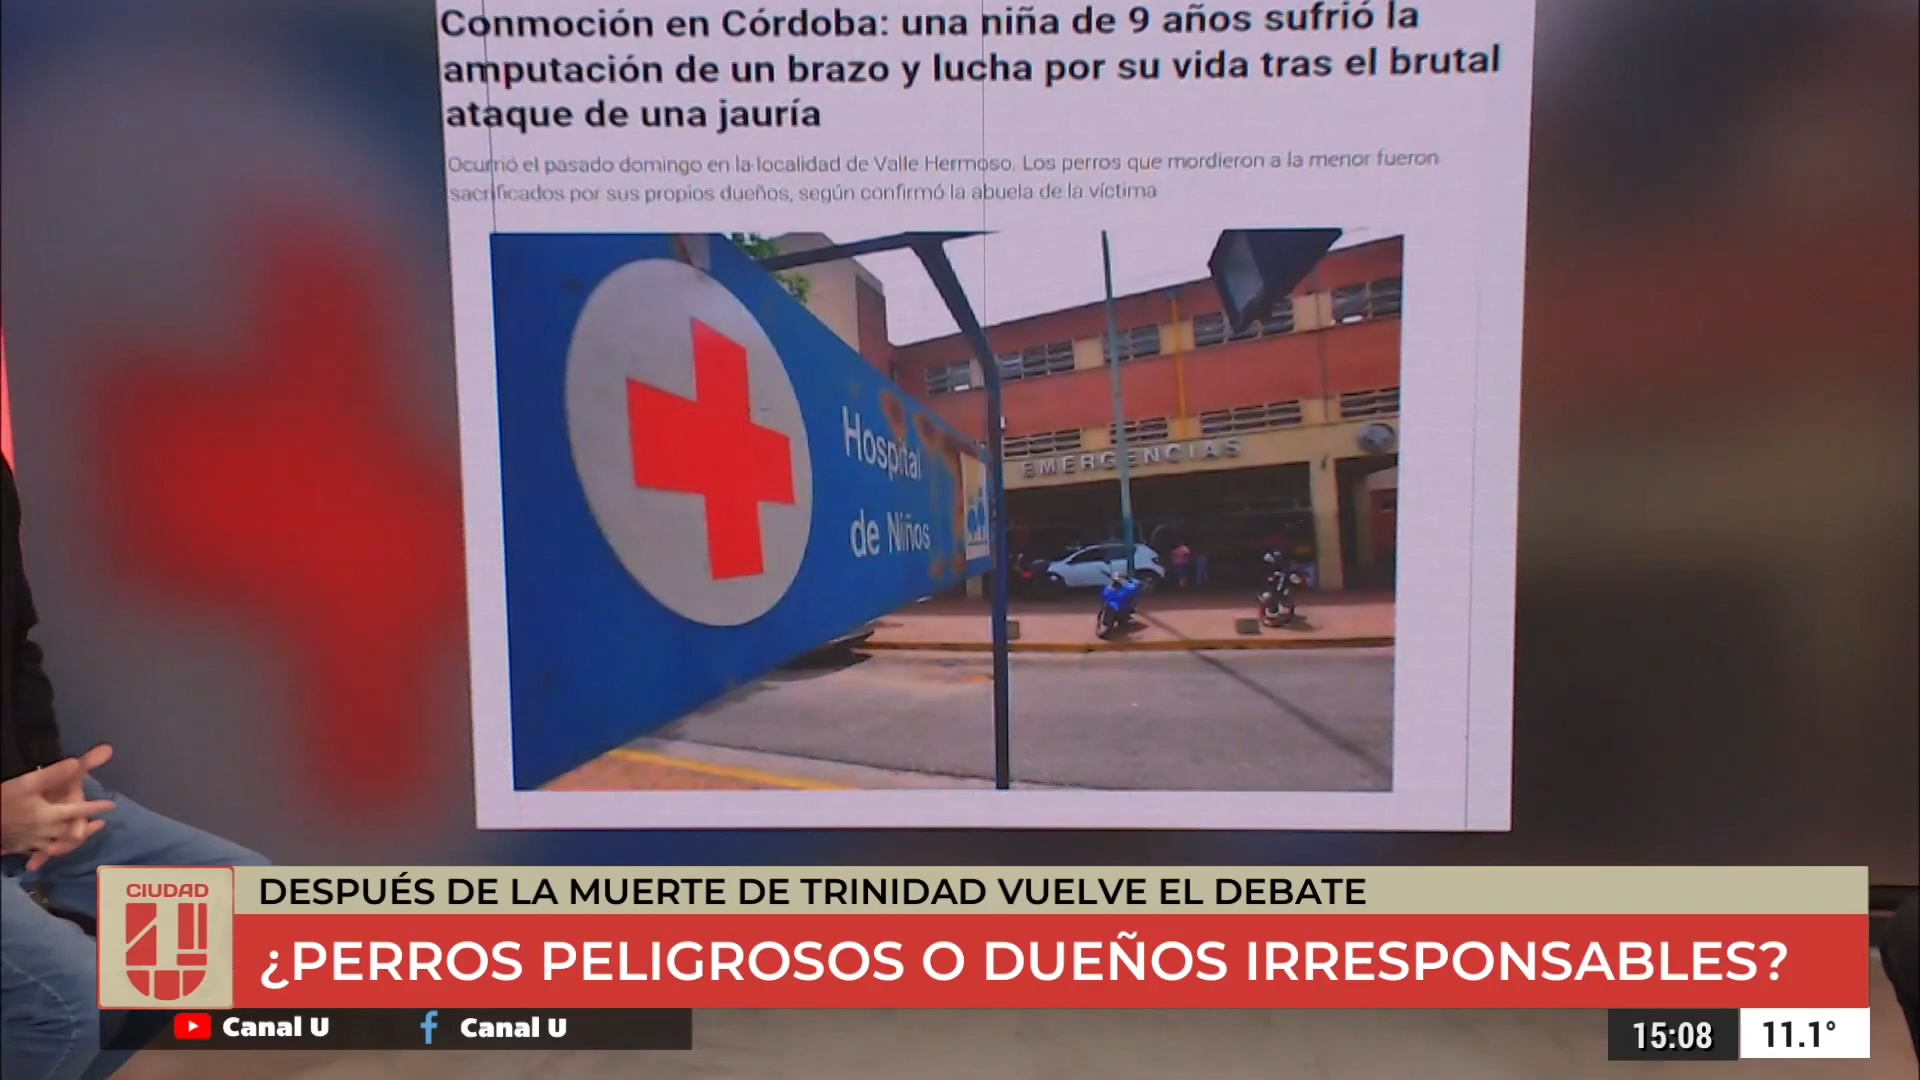 Conmoción en Córdoba: una niña de 9 años sufrió la
amputación de un brazo y lucha por su vida tras el brutal
ataque de una jauría
Ocurrió el pasado domingo en la localidad de Valle Hermoso. Los perros que mordieron a la menor fueron
sacrificados por sus propios dueños, según confirmó la abuela de la víctima
Hospital
de Niños
EMERGENCIAS
CIUDAD
U
DESPUÉS DE LA MUERTE DE TRINIDAD VUELVE EL DEBATE
¿PERROS PELIGROSOS O DUEÑOS IRRESPONSABLES?
Canal U
Canal U
15:08
11.1°